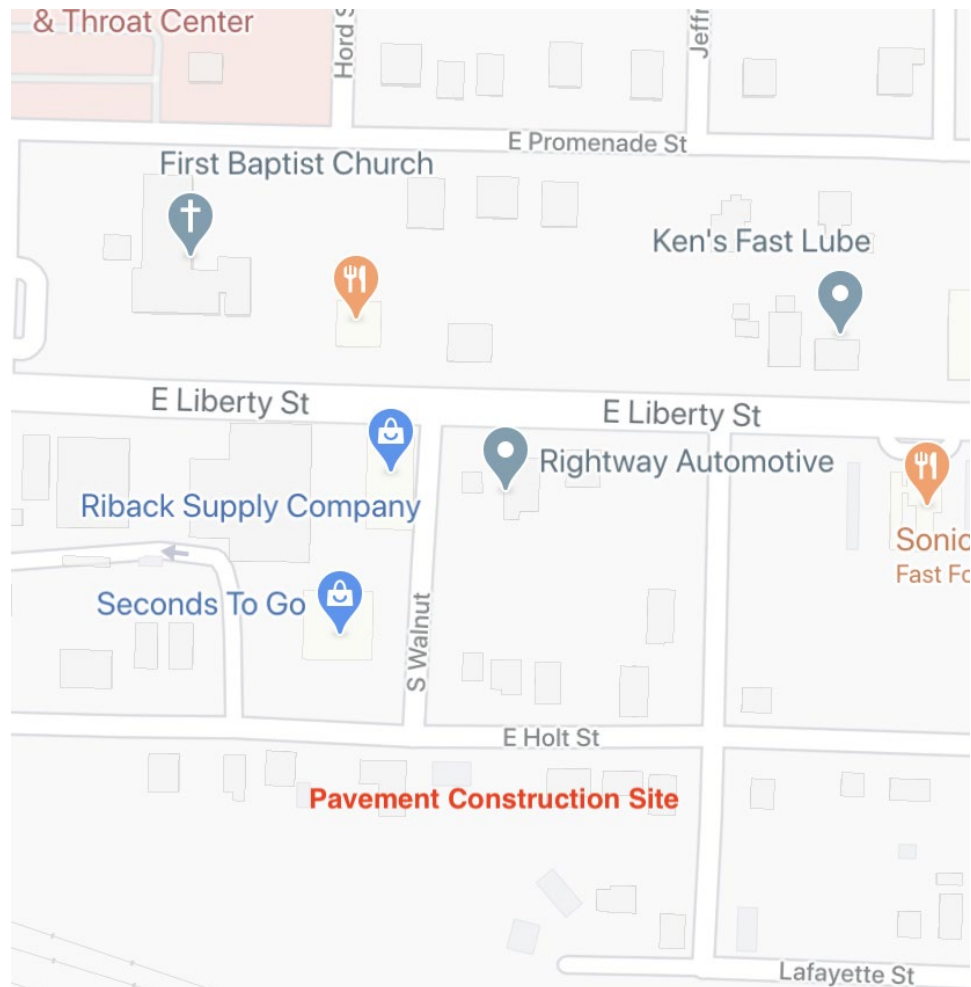 & Throat Center
Hord S
Jeffr
E Promenade St
First Baptist Church
Ken's Fast Lube
E Liberty St
E Liberty St
Rightway Automotive
Riback Supply Company
Sonic
Fast Fo
Seconds To Go
S Walnut
E Holt St
Pavement Construction Site
Lafayette St